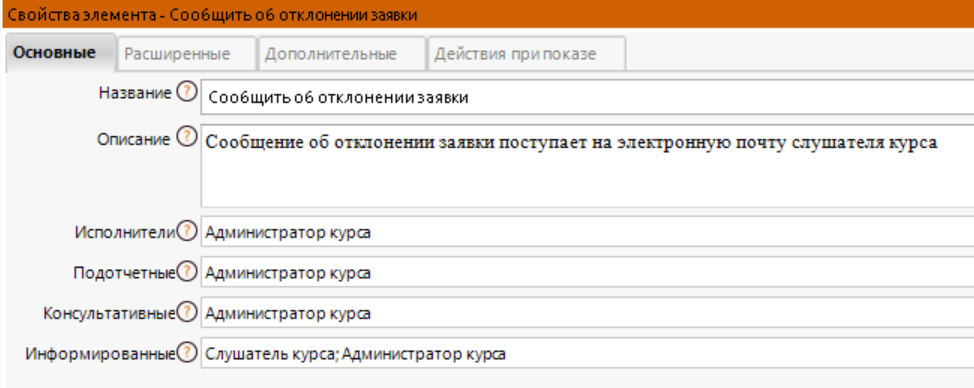 Свойства элемента - Сообщить об отклонении заявки
Основные Расширенные Дополнительные Действия при показе
Название ? Сообщить об отклонении заявки
Описание ? Сообщение об отклонении заявки поступает на электронную почту слушателя курса
Исполнители ? Администратор курса
Подотчетные ? Администратор курса
Консультативные ? Администратор курса
Информированные ? Слушатель курса; Администратор курса